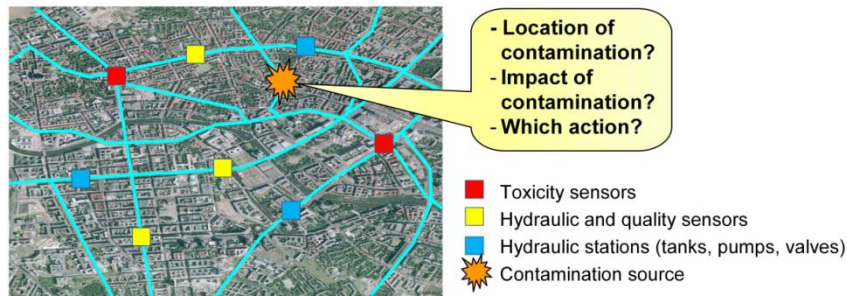 - Location of
contamination?
- Impact of
contamination?
- Which action?
Toxicity sensors
Hydraulic and quality sensors
Hydraulic stations (tanks, pumps, valves)
Contamination source